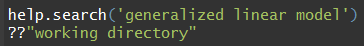 help.search('generalized linear model')
??"working directory"